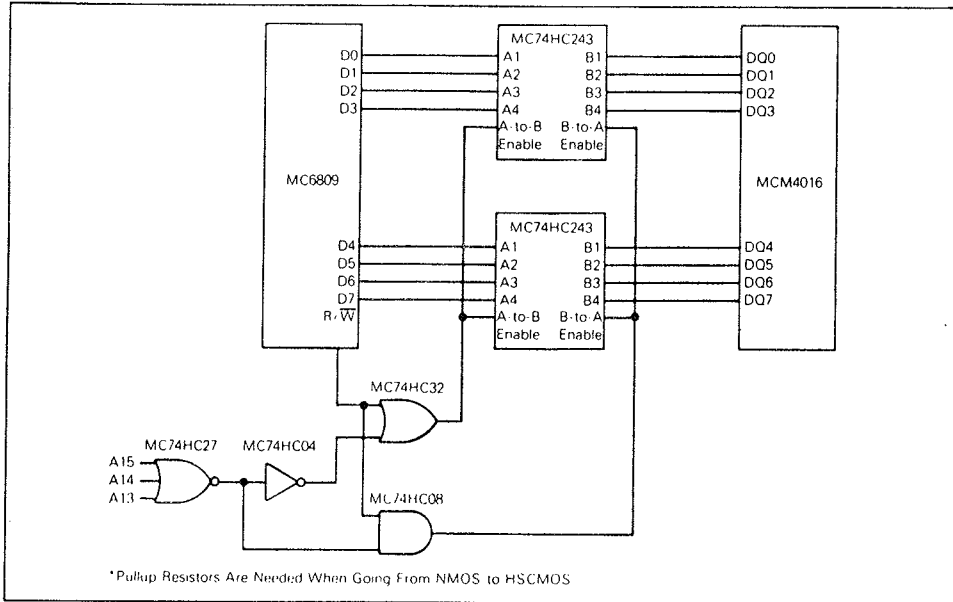 MC74HC243
D0 A1 B1 DQ0
D1 A2 B2 DQ1
D2 A3 B3 DQ2
D3 A4 B4 DQ3
A-to-B B-to-A
Enable Enable
MC6809
MCM4016
MC74HC243
D4 A1 B1 DQ4
D5 A2 B2 DQ5
D6 A3 B3 DQ6
D7 A4 B4 DQ7
R/W̅ A-to-B B-to-A
Enable Enable
MC74HC32
MC74HC27 MC74HC04
A15
A14
A13
MC74HC08
*Pullup Resistors Are Needed When Going From NMOS to HSCMOS